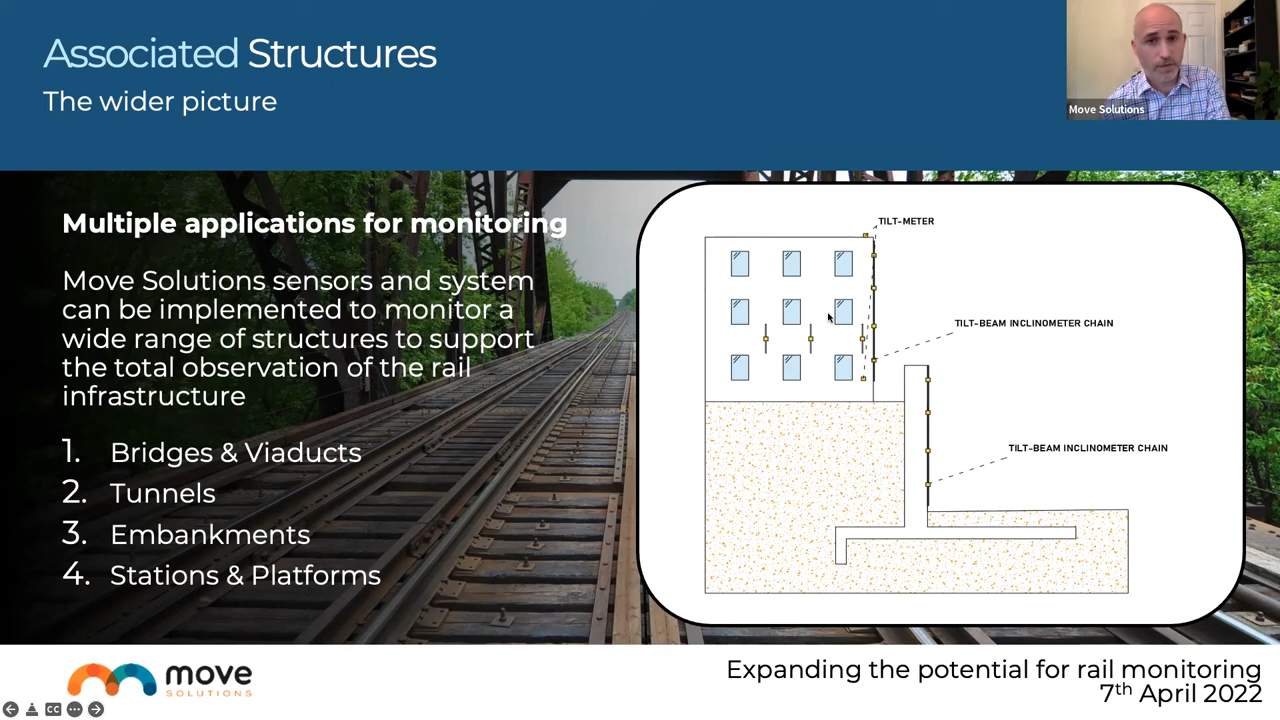 Associated Structures
The wider picture
Move Solutions
Multiple applications for monitoring
Move Solutions sensors and system
can be implemented to monitor a
wide range of structures to support
the total observation of the rail
infrastructure
1. Bridges & Viaducts
2. Tunnels
3. Embankments
4. Stations & Platforms
TILT-METER
TILT-BEAM INCLINOMETER CHAIN
TILT-BEAM INCLINOMETER CHAIN
move
SOLUTIONS
Expanding the potential for rail monitoring
7th April 2022
CC